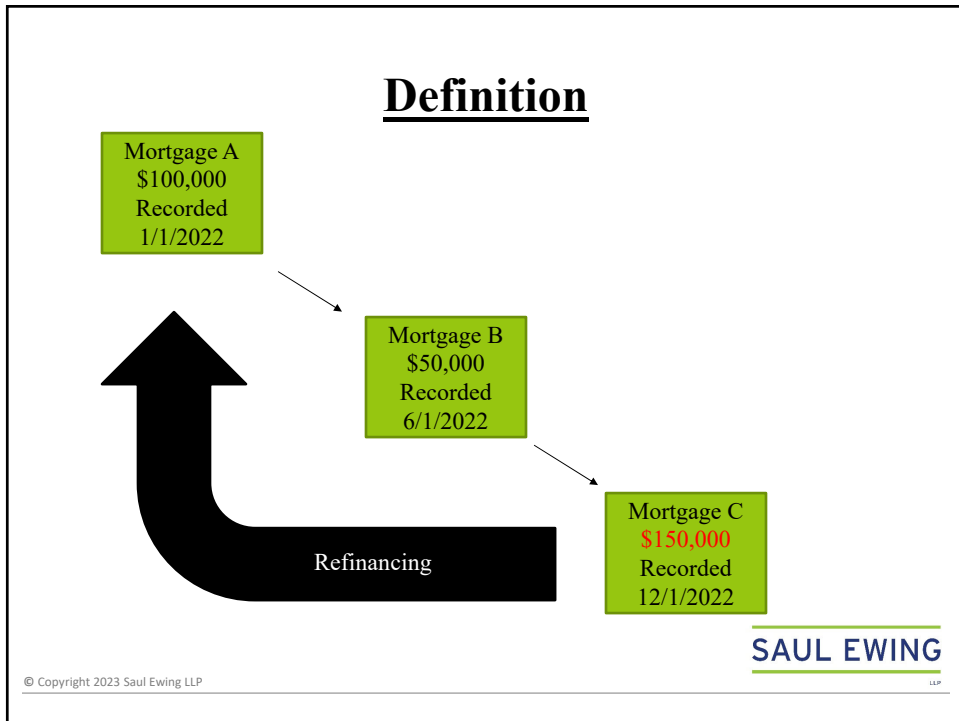 Definition
Mortgage A
$100,000
Recorded
1/1/2022
Mortgage B
$50,000
Recorded
6/1/2022
Mortgage C
$150,000
Recorded
12/1/2022
Refinancing
SAUL EWING
LLP
© Copyright 2023 Saul Ewing LLP